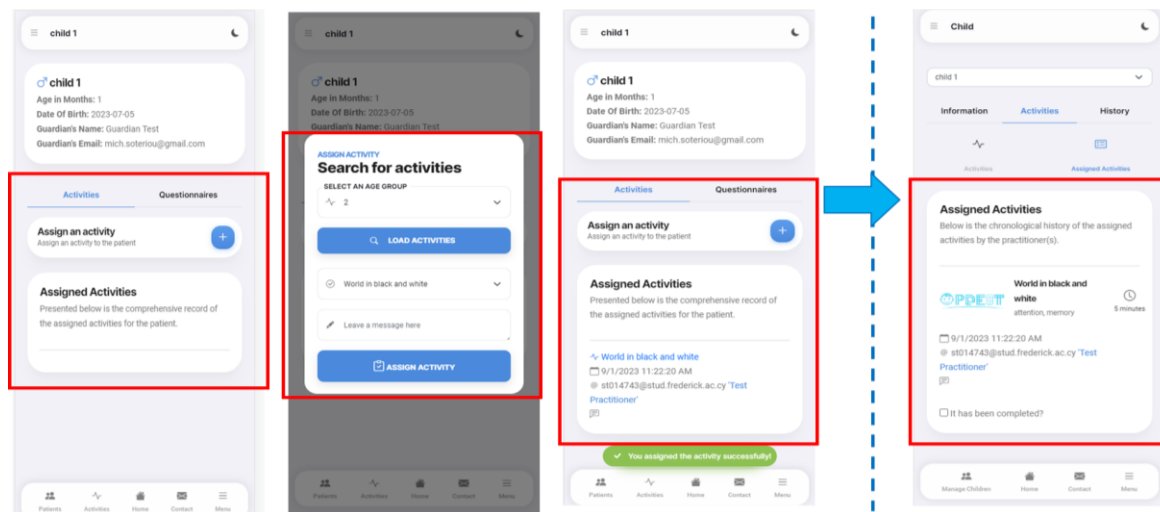 child 1
child 1
Age in Months: 1
Date Of Birth: 2023-07-05
Guardian's Name: Guardian Test
Guardian's Email: mich.soteriou@gmail.com
Activities Questionnaires
Assign an activity
Assign an activity to the patient
Assigned Activities
Presented below is the comprehensive record of
the assigned activities for the patient.
Patients Activities Home Contact Menu
child 1
child 1
Age in Months: 1
Date Of Birth: 2023-07-05
Guardian's Name: Guardian Test
ASSIGN ACTIVITY
Search for activities
SELECT AN AGE GROUP
2
LOAD ACTIVITIES
World in black and white
Leave a message here
ASSIGN ACTIVITY
Patients Activities Home Contact Menu
child 1
child 1
Age in Months: 1
Date Of Birth: 2023-07-05
Guardian's Name: Guardian Test
Guardian's Email: mich.soteriou@gmail.com
Activities Questionnaires
Assign an activity
Assign an activity to the patient
Assigned Activities
Presented below is the comprehensive record of
the assigned activities for the patient.
World in black and white
9/1/2023 11:22:20 AM
@ st014743@stud.frederick.ac.cy 'Test
Practitioner'
You assigned the activity successfully!
Patients Activities Home Contact Menu
Child
child 1
Information Activities History
Activities Assigned Activities
Assigned Activities
Below is the chronological history of the assigned
activities by the practitioner(s).
World in black and
white
attention, memory
5 minutes
9/1/2023 11:22:20 AM
@ st014743@stud.frederick.ac.cy 'Test
Practitioner'
It has been completed?
Manage Children Home Contact Menu